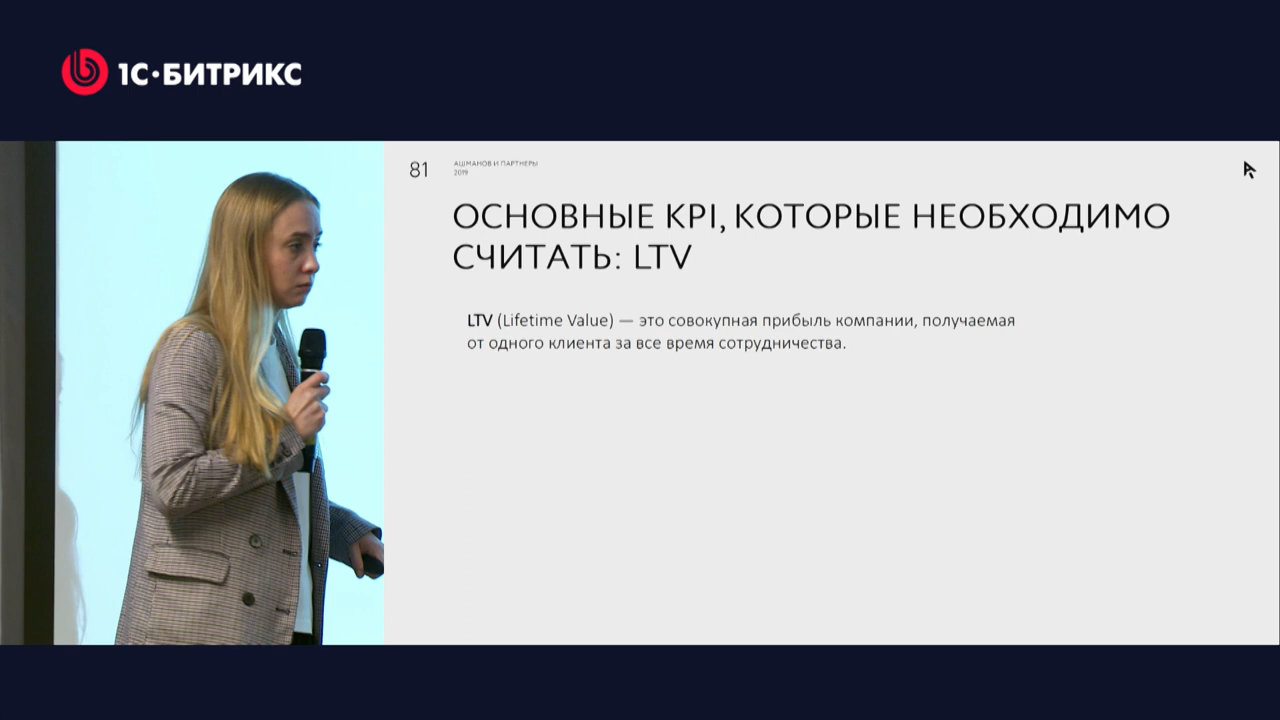 1С·БИТРИКС
81
АШМАНОВ И ПАРТНЕРЫ
2019
ОСНОВНЫЕ KPI, КОТОРЫЕ НЕОБХОДИМО
СЧИТАТЬ: LTV
LTV (Lifetime Value) — это совокупная прибыль компании, получаемая
от одного клиента за все время сотрудничества.